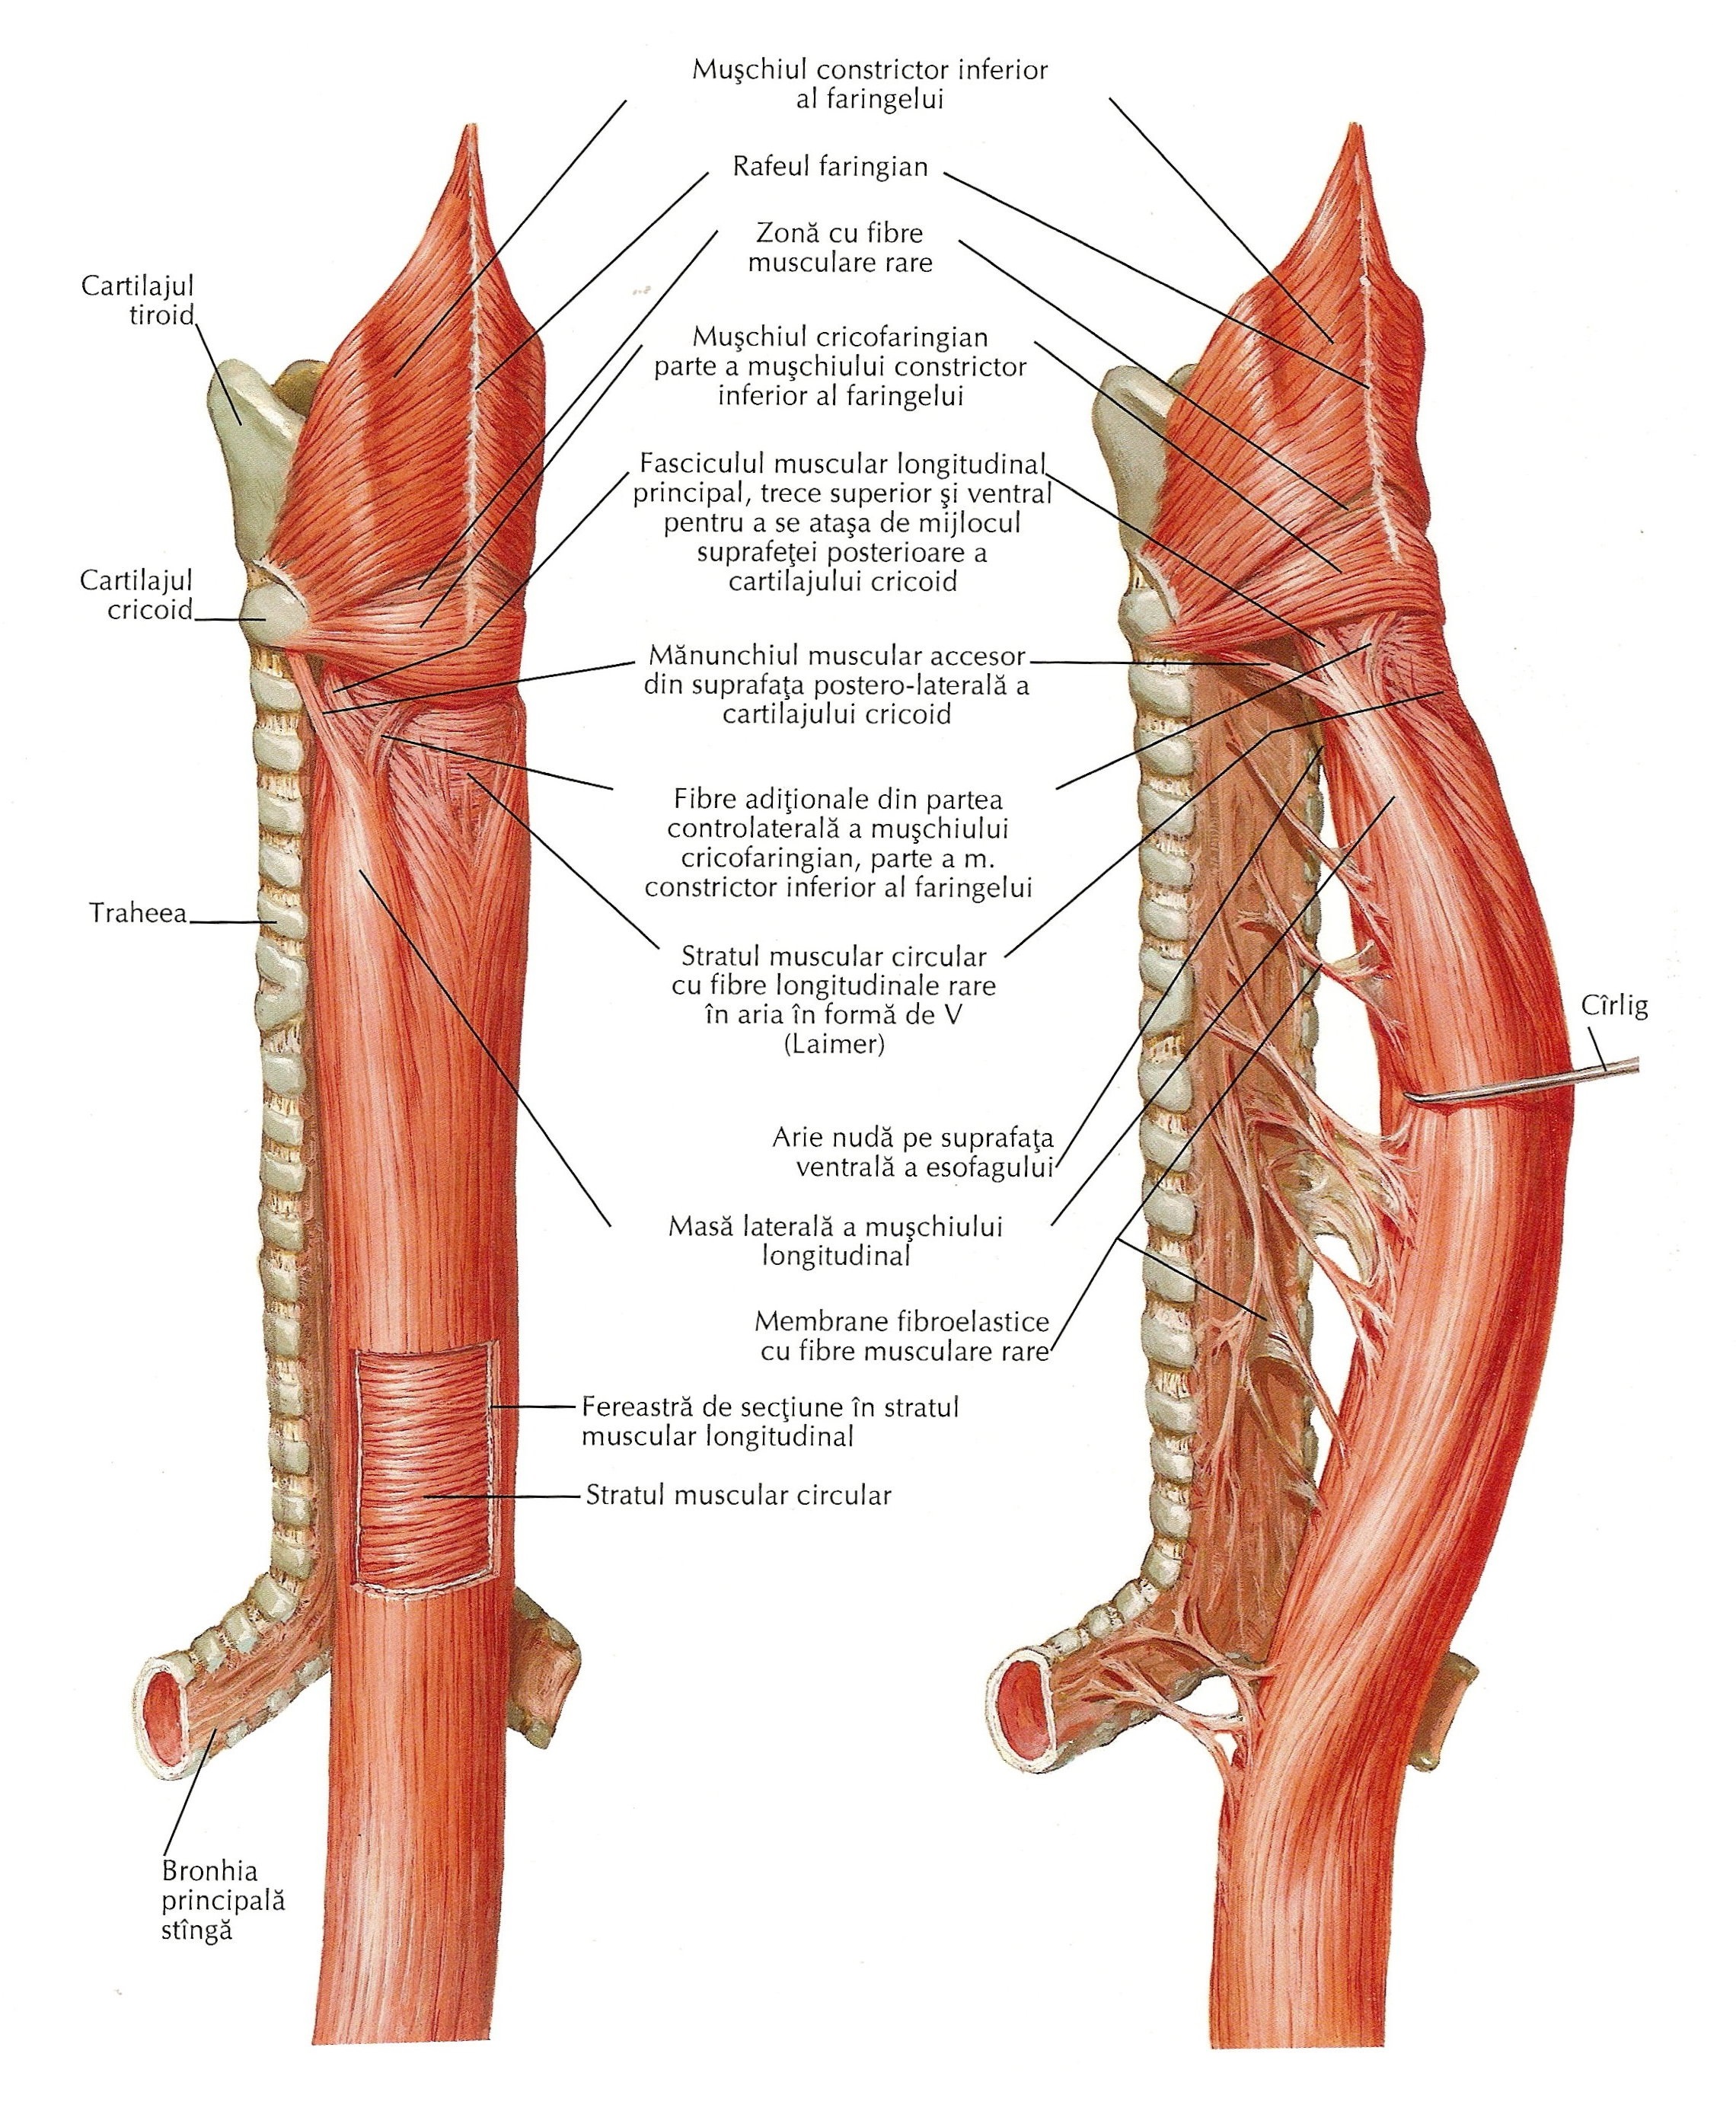 Muşchiul constrictor inferior
al faringelui
Rafeul faringian
Zonă cu fibre
musculare rare
Cartilajul
tiroid
Muşchiul cricofaringian
parte a muşchiului constrictor
inferior al faringelui
Fasciculul muscular longitudinal
principal, trece superior şi ventral
pentru a se ataşa de mijlocul
suprafeţei posterioare a
cartilajului cricoid
Cartilajul
cricoid
Mănunchiul muscular accesor
din suprafaţa postero-laterală a
cartilajului cricoid
Fibre adiţionale din partea
controlaterală a muşchiului
cricofaringian, parte a m.
constrictor inferior al faringelui
Traheea
Stratul muscular circular
cu fibre longitudinale rare
în aria în formă de V
(Laimer)
Cîrlig
Arie nudă pe suprafaţa
ventrală a esofagului
Masă laterală a muşchiului
longitudinal
Membrane fibroelastice
cu fibre musculare rare
Fereastră de secţiune în stratul
muscular longitudinal
Stratul muscular circular
Bronhia
principală
stîngă